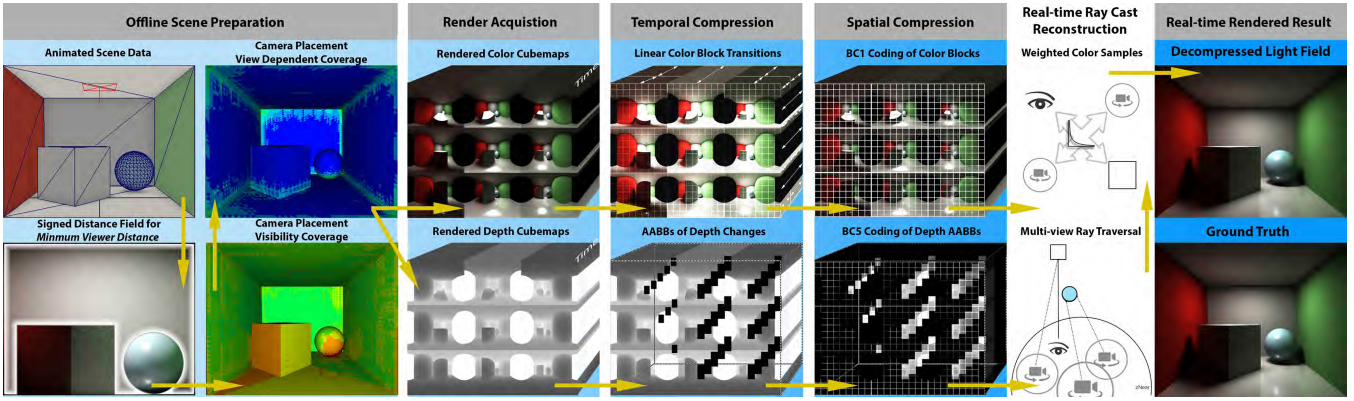 Offline Scene Preparation
Animated Scene Data
Camera Placement
View Dependent Coverage
Signed Distance Field for
Minmum Viewer Distance
Camera Placement
Visibility Coverage
Render Acquistion
Rendered Color Cubemaps
Time
Rendered Depth Cubemaps
Time
Temporal Compression
Linear Color Block Transitions
AABBs of Depth Changes
Spatial Compression
BC1 Coding of Color Blocks
BC5 Coding of Depth AABBs
Real-time Ray Cast
Reconstruction
Weighted Color Samples
Multi-view Ray Traversal
zNear
Real-time Rendered Result
Decompressed Light Field
Ground Truth